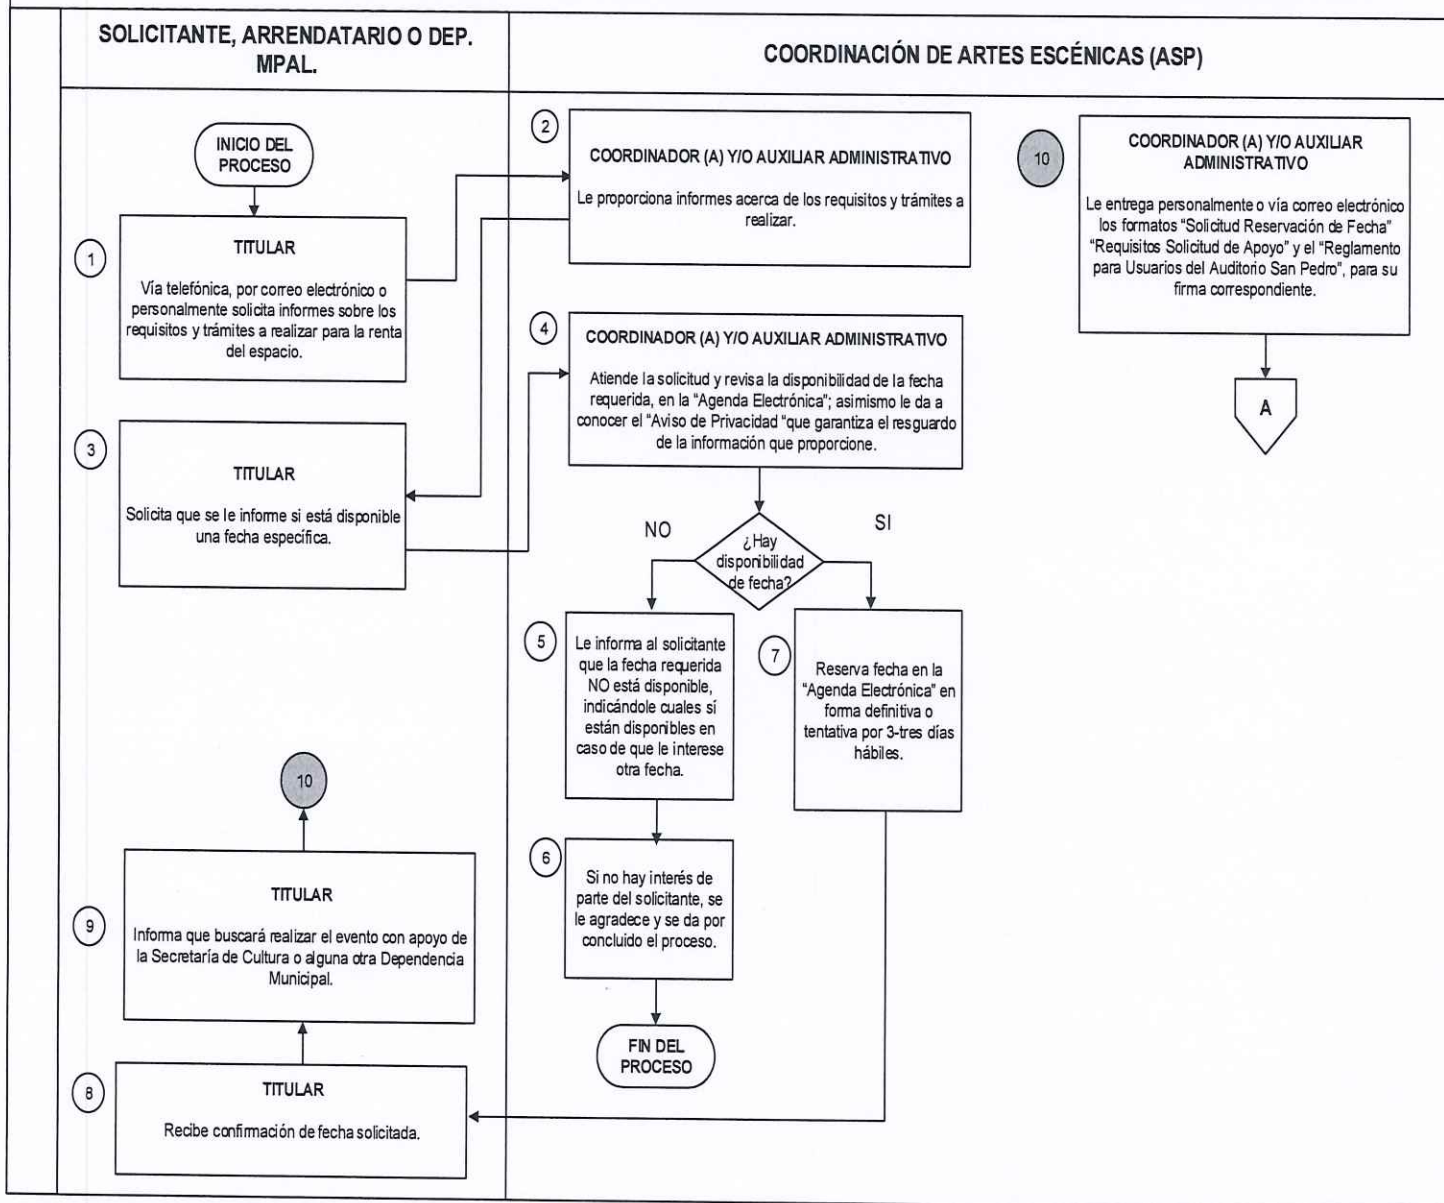 SOLICITANTE, ARRENDATARIO O DEP.
MPAL.
COORDINACIÓN DE ARTES ESCÉNICAS (ASP)
INICIO DEL
PROCESO
1
TITULAR
Vía telefónica, por correo electrónico o
personalmente solicita informes sobre los
requisitos y trámites a realizar para la renta
del espacio.
2
COORDINADOR (A) Y/O AUXILIAR ADMINISTRATIVO
Le proporciona informes acerca de los requisitos y trámites a
realizar.
3
TITULAR
Solicita que se le informe si está disponible
una fecha específica.
4
COORDINADOR (A) Y/O AUXILIAR ADMINISTRATIVO
Atiende la solicitud y revisa la disponibilidad de la fecha
requerida, en la "Agenda Electrónica"; asimismo le da a
conocer el "Aviso de Privacidad "que garantiza el resguardo
de la información que proporcione.
¿Hay
disponibilidad
de fecha?
NO
SI
5
Le informa al solicitante
que la fecha requerida
NO está disponible,
indicándole cuales sí
están disponibles en
caso de que le interese
otra fecha.
6
Si no hay interés de
parte del solicitante, se
le agradece y se da por
concluido el proceso.
FIN DEL
PROCESO
7
Reserva fecha en la
"Agenda Electrónica" en
forma definitiva o
tentativa por 3-tres días
hábiles.
8
TITULAR
Recibe confirmación de fecha solicitada.
9
TITULAR
Informa que buscará realizar el evento con apoyo de
la Secretaría de Cultura o alguna otra Dependencia
Municipal.
10
10
COORDINADOR (A) Y/O AUXILIAR
ADMINISTRATIVO
Le entrega personalmente o vía correo electrónico
los formatos "Solicitud Reservación de Fecha"
"Requisitos Solicitud de Apoyo" y el "Reglamento
para Usuarios del Auditorio San Pedro", para su
firma correspondiente.
A